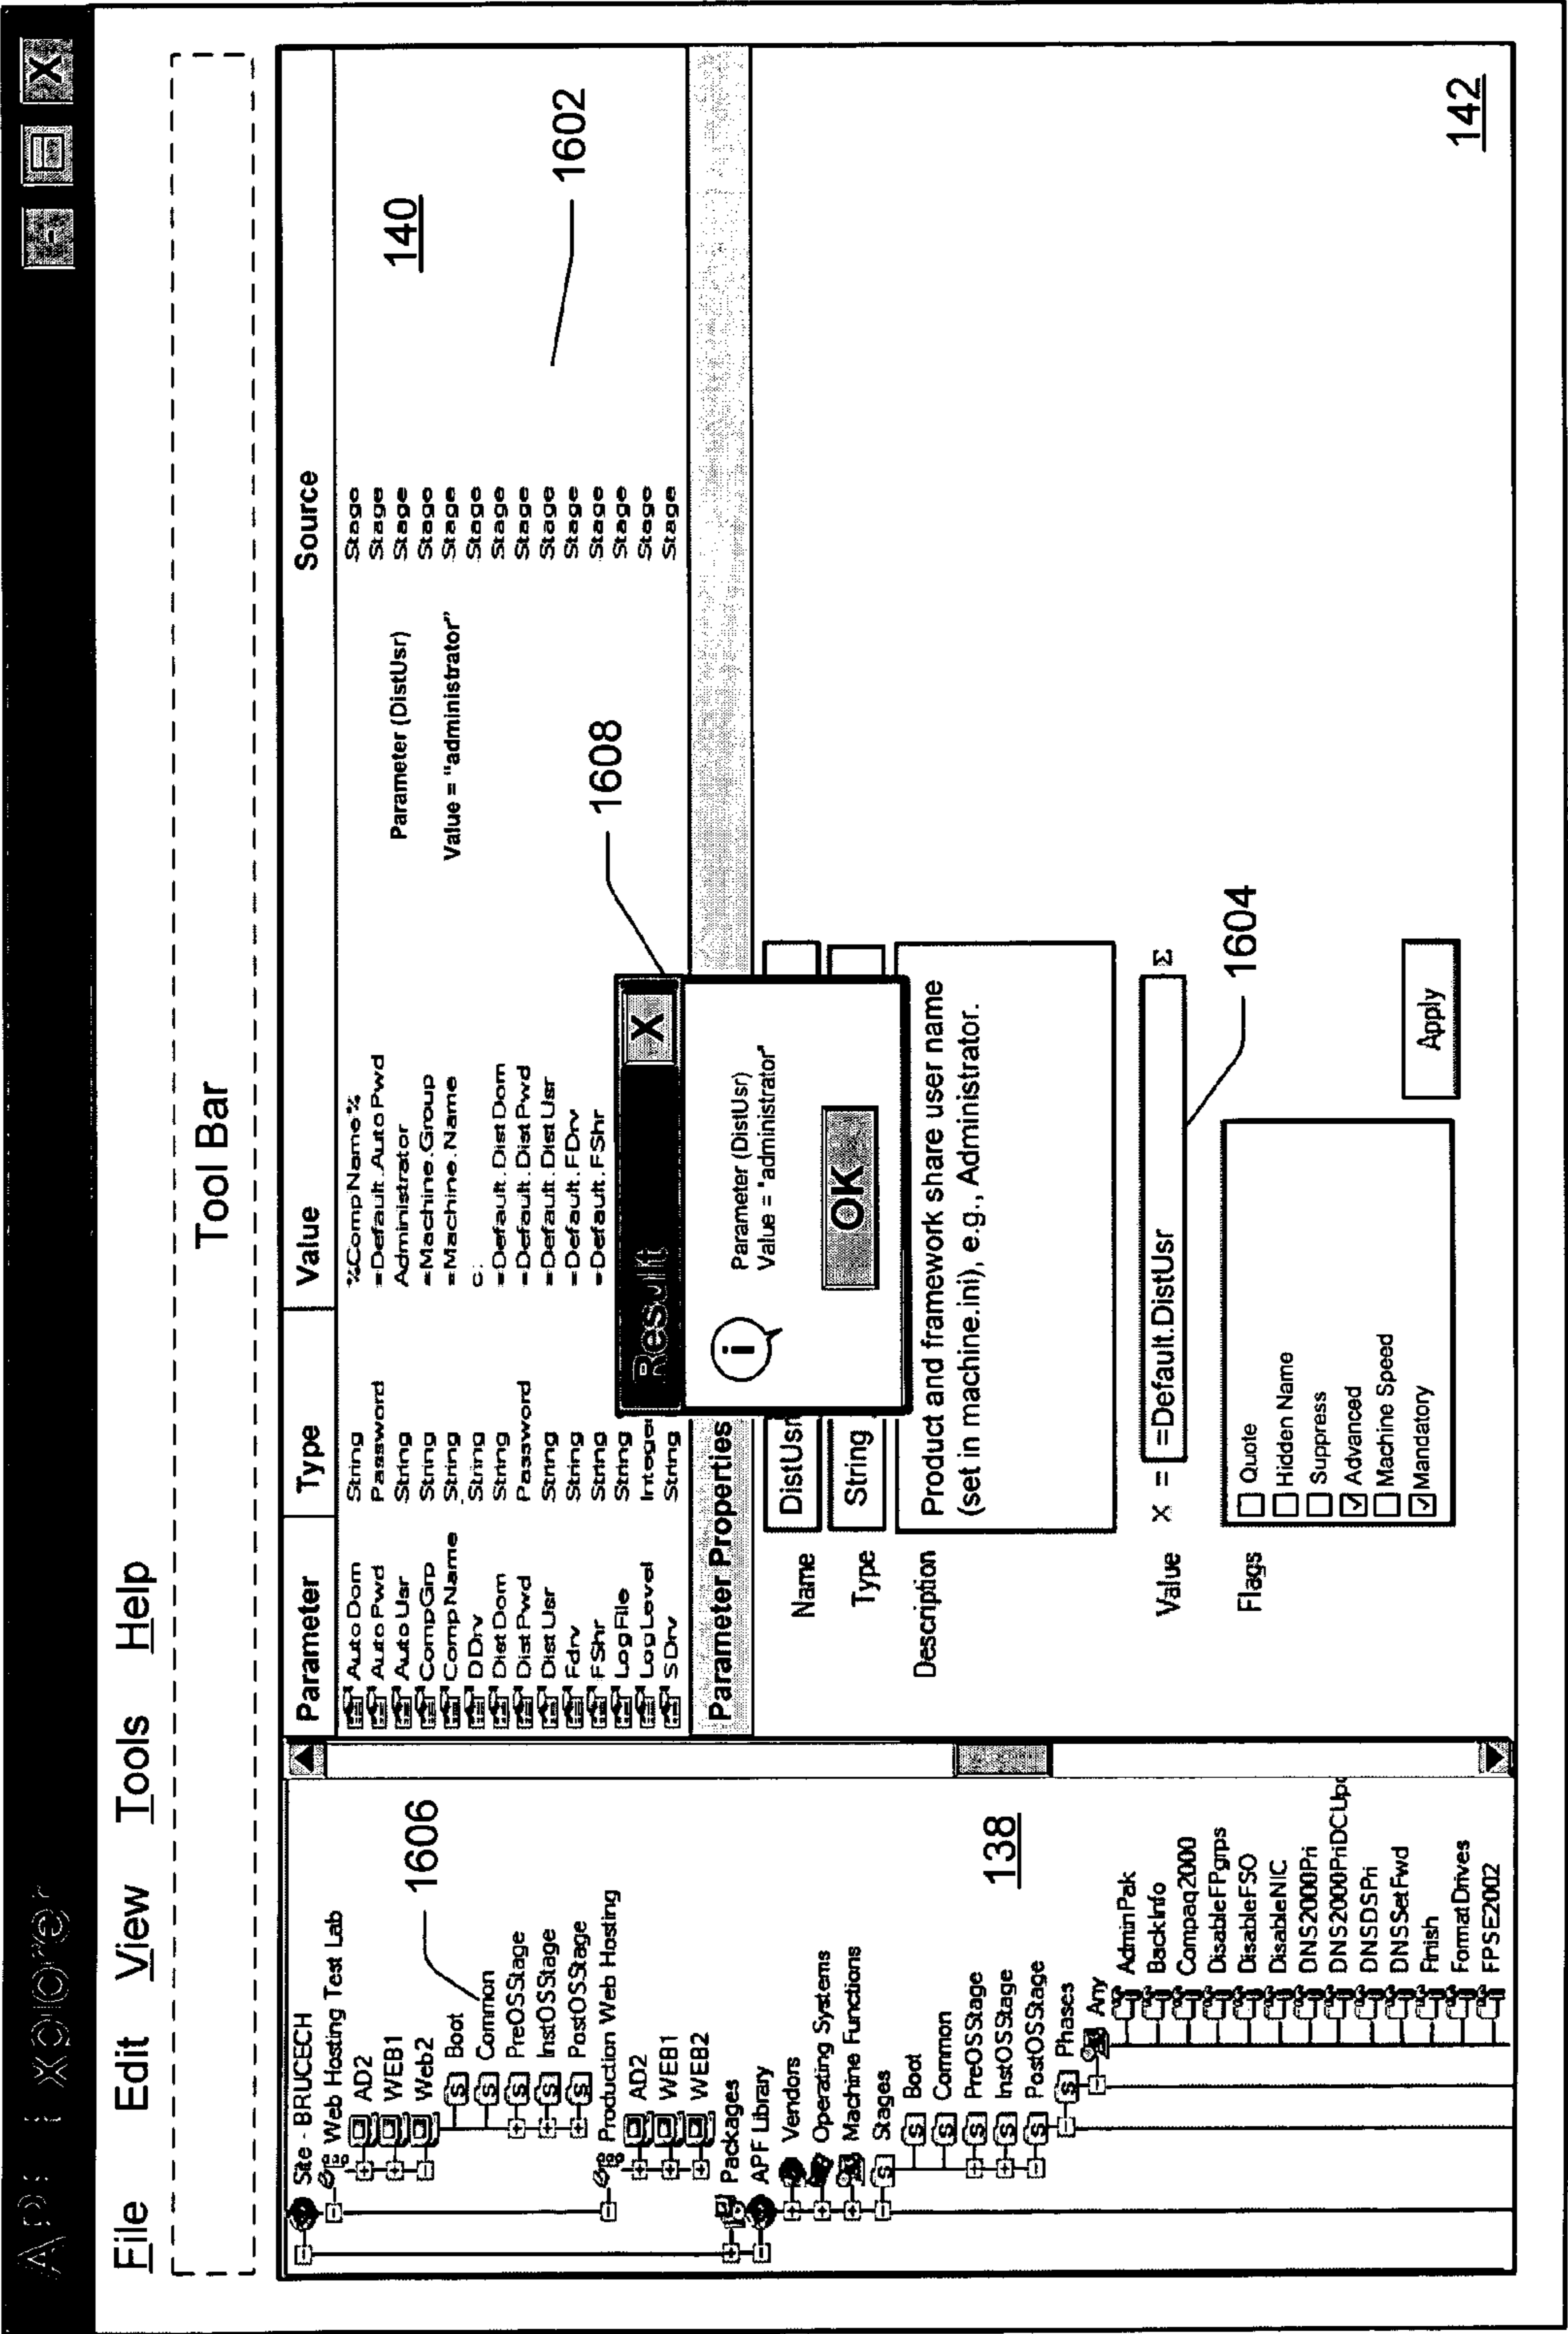 File Edit View Tools Help
Tool Bar
Site - BRUCECH
Web Hosting Test Lab
AD2
WEB1
Web2
Boot
Common
PreOSStage
InstOSStage
PostOSStage
Production Web Hosting
AD2
WEB1
WEB2
Packages
APF Library
Vendors
Operating Systems
Machine Functions
Stages
Boot
Common
PreOSStage
InstOSStage
PostOSStage
Phases
Any
AdminPak
BackInfo
Compaq2000
DisableFPgrps
DisableFSO
DisableNIC
DNS2000Pri
DNS2000PriDCUpd
DNSDSPri
DNSSetFwd
Finish
FormatDrives
FPSE2002
1606
138
Parameter Type Value Source
AutoDom String %CompName% Stage
AutoPwd Password =Default.AutoPwd Stage
AutoUsr String Administrator Stage
CompGrp String =Machine.Group Stage
CompName String =Machine.Name Stage
DDrv String c: Stage
DistDom String =Default.DistDom Stage
DistPwd Password =Default.DistPwd Stage
DistUsr String =Default.DistUsr Stage
Fdrv String =Default.FDrv Stage
FShr String =Default.FShr Stage
LogFile String Stage
LogLevel Integer Stage
SDrv String Stage
Parameter (DistUsr)
Value = "administrator"
140
1602
1608
Result X
Parameter (DistUsr)
Value = "administrator"
i
OK
Parameter Properties
Name DistUsr
Type String
Description Product and framework share user name
(set in machine.ini), e.g., Administrator.
Value X = =Default.DistUsr Σ
1604
Flags Quote
Hidden Name
Suppress
Advanced
Machine Speed
Mandatory
Apply
142